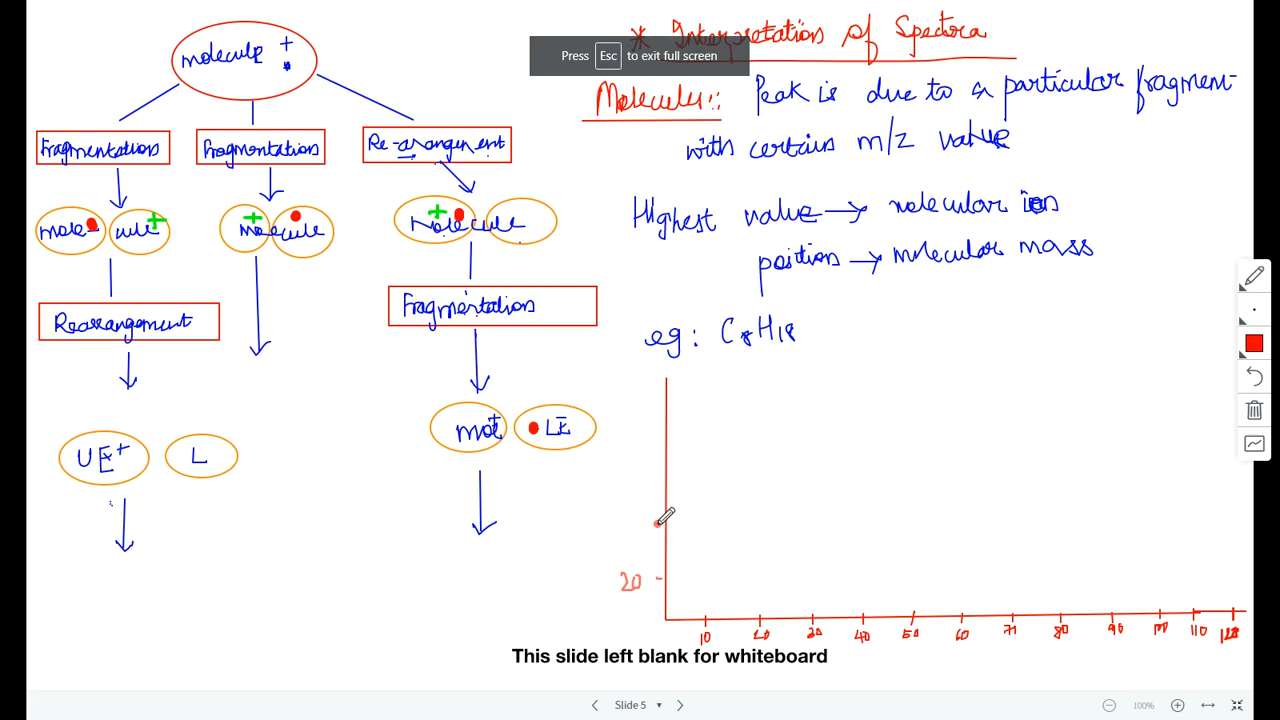 molecule +
Fragmentation
Fragmentation
Re-arangement
mole cule +
+ molecule
+ molecule
Rearrangement
Fragmentation
UE+ L
mol+ LE
Press Esc to exit full screen
* Interpretation of Spectra
Molecule:: Peak is due to a particular fragment
with certain m/z value
Highest value → molecular ion
position → molecular mass
eg: C8H18
20
10 20 30 40 50 60 71 80 90 100 110 120
This slide left blank for whiteboard
Slide 5
100%